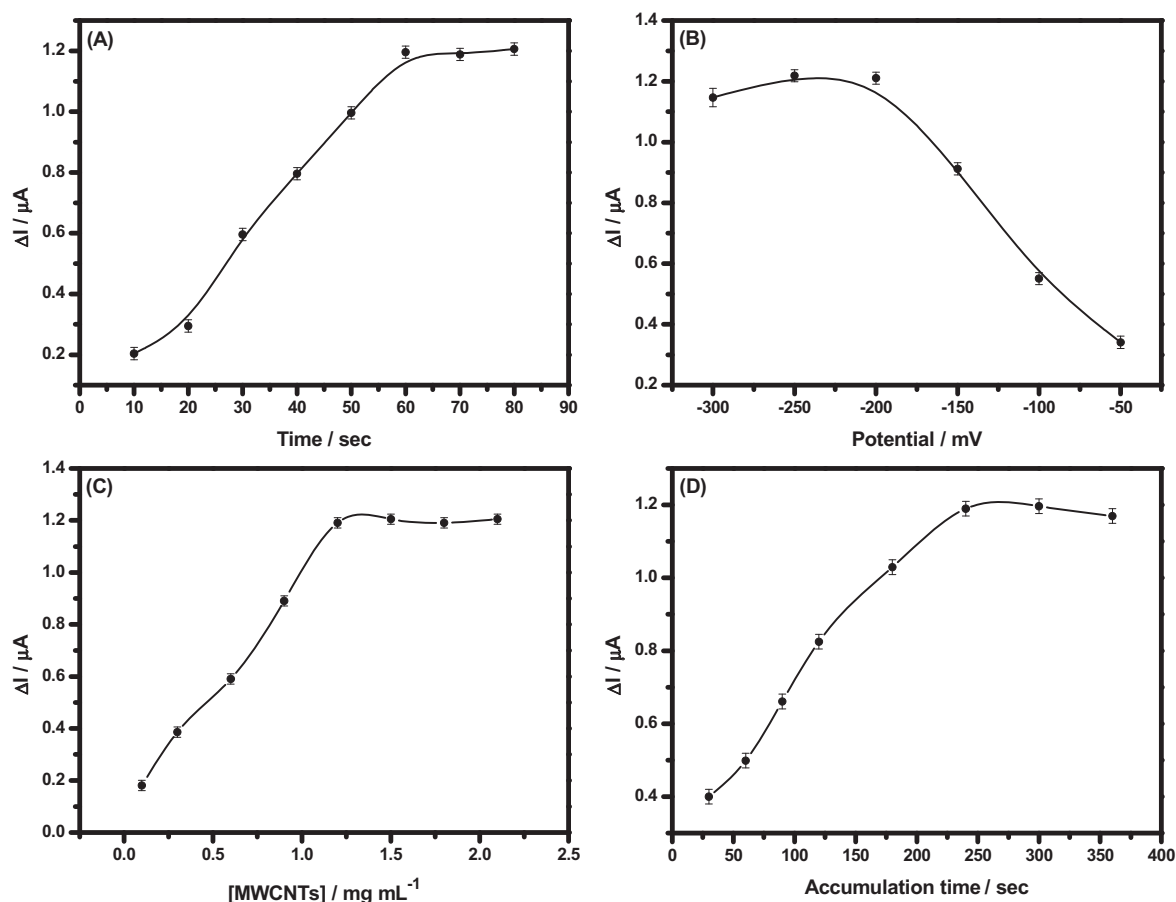 (A)
1.2
1.0
0.8
0.6
0.4
0.2
ΔI / μA
0 10 20 30 40 50 60 70 80 90
Time / sec
(B)
1.4
1.2
1.0
0.8
0.6
0.4
0.2
ΔI / μA
-300 -250 -200 -150 -100 -50
Potential / mV
(C)
1.4
1.2
1.0
0.8
0.6
0.4
0.2
0.0
ΔI / μA
0.0 0.5 1.0 1.5 2.0 2.5
[MWCNTs] / mg mL⁻¹
(D)
1.2
1.0
0.8
0.6
0.4
ΔI / μA
0 50 100 150 200 250 300 350 400
Accumulation time / sec